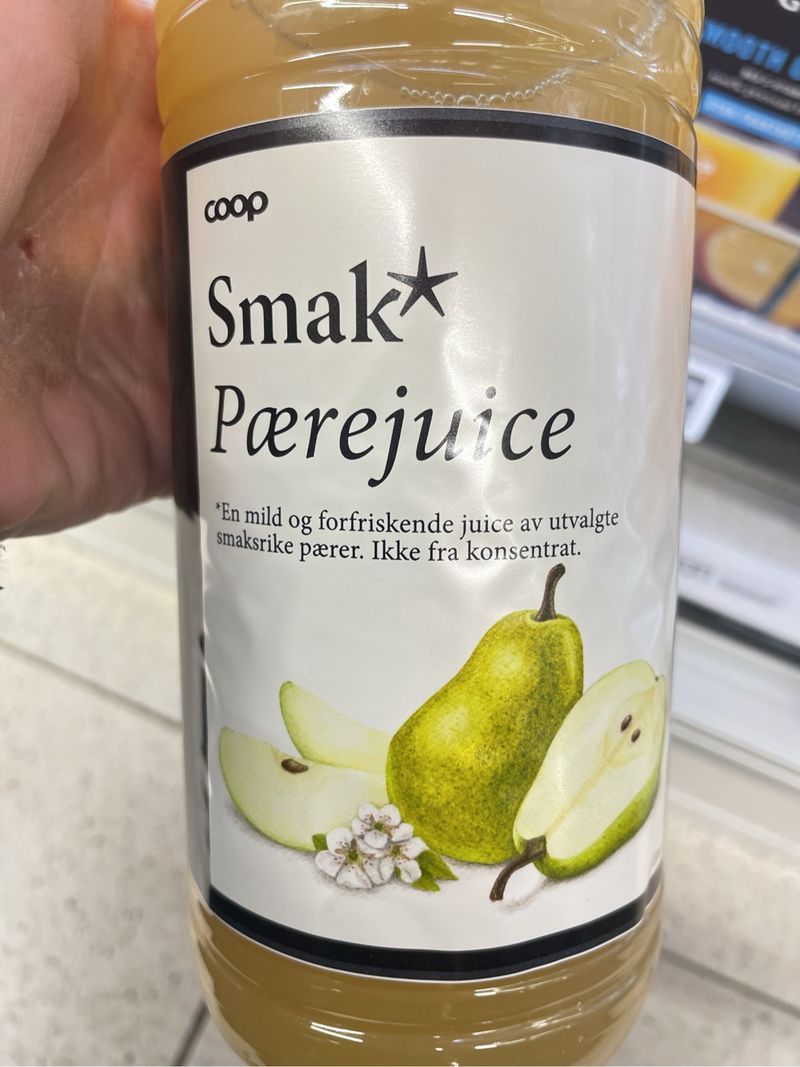 coop
Smak*
Pærejuice
*En mild og forfriskende juice av utvalgte
smaksrike pærer. Ikke fra konsentrat.